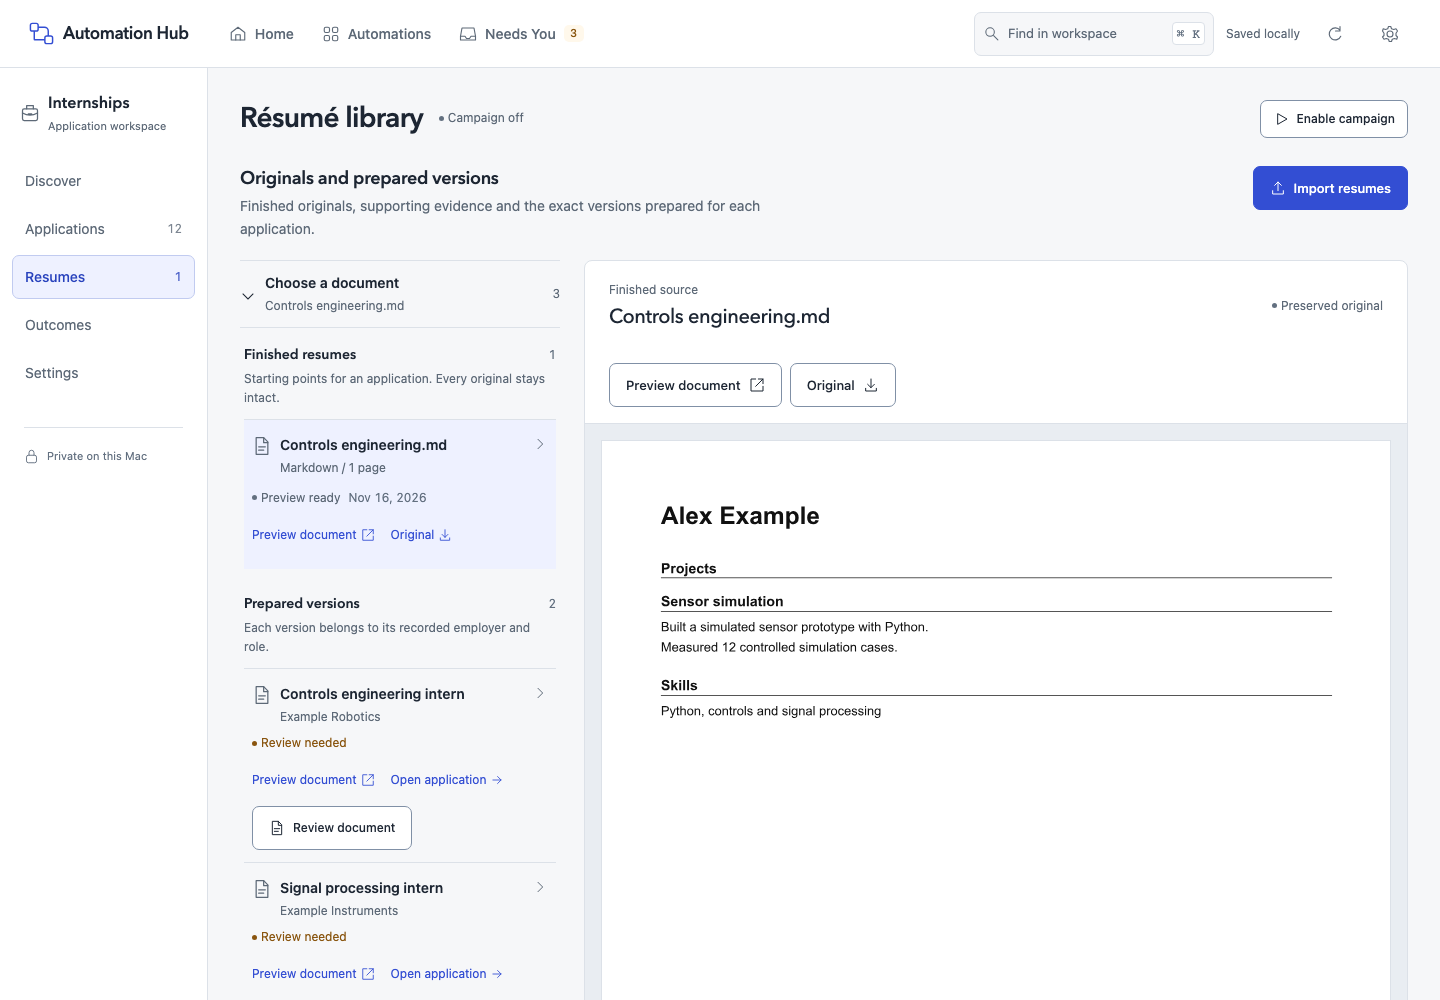 Automation Hub
Home
Automations
Needs You 3
Find in workspace ⌘ K
Saved locally
Internships
Application workspace
Discover
Applications 12
Resumes 1
Outcomes
Settings
Private on this Mac
Résumé library
Campaign off
Enable campaign
Originals and prepared versions
Finished originals, supporting evidence and the exact versions prepared for each
application.
Import resumes
Choose a document
Controls engineering.md
3
Finished resumes 1
Starting points for an application. Every original stays
intact.
Controls engineering.md
Markdown / 1 page
Preview ready Nov 16, 2026
Preview document Original
Prepared versions 2
Each version belongs to its recorded employer and
role.
Controls engineering intern
Example Robotics
Review needed
Preview document Open application
Review document
Signal processing intern
Example Instruments
Review needed
Preview document Open application
Finished source
Controls engineering.md
Preserved original
Preview document
Original
Alex Example
Projects
Sensor simulation
Built a simulated sensor prototype with Python.
Measured 12 controlled simulation cases.
Skills
Python, controls and signal processing